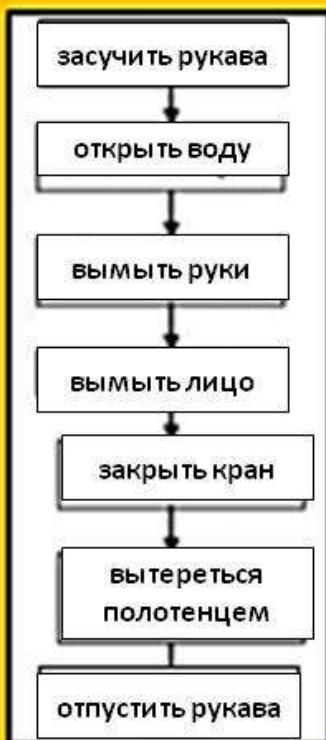 засучить рукава
открыть воду
вымыть руки
вымыть лицо
закрыть кран
вытереться
полотенцем
отпустить рукава